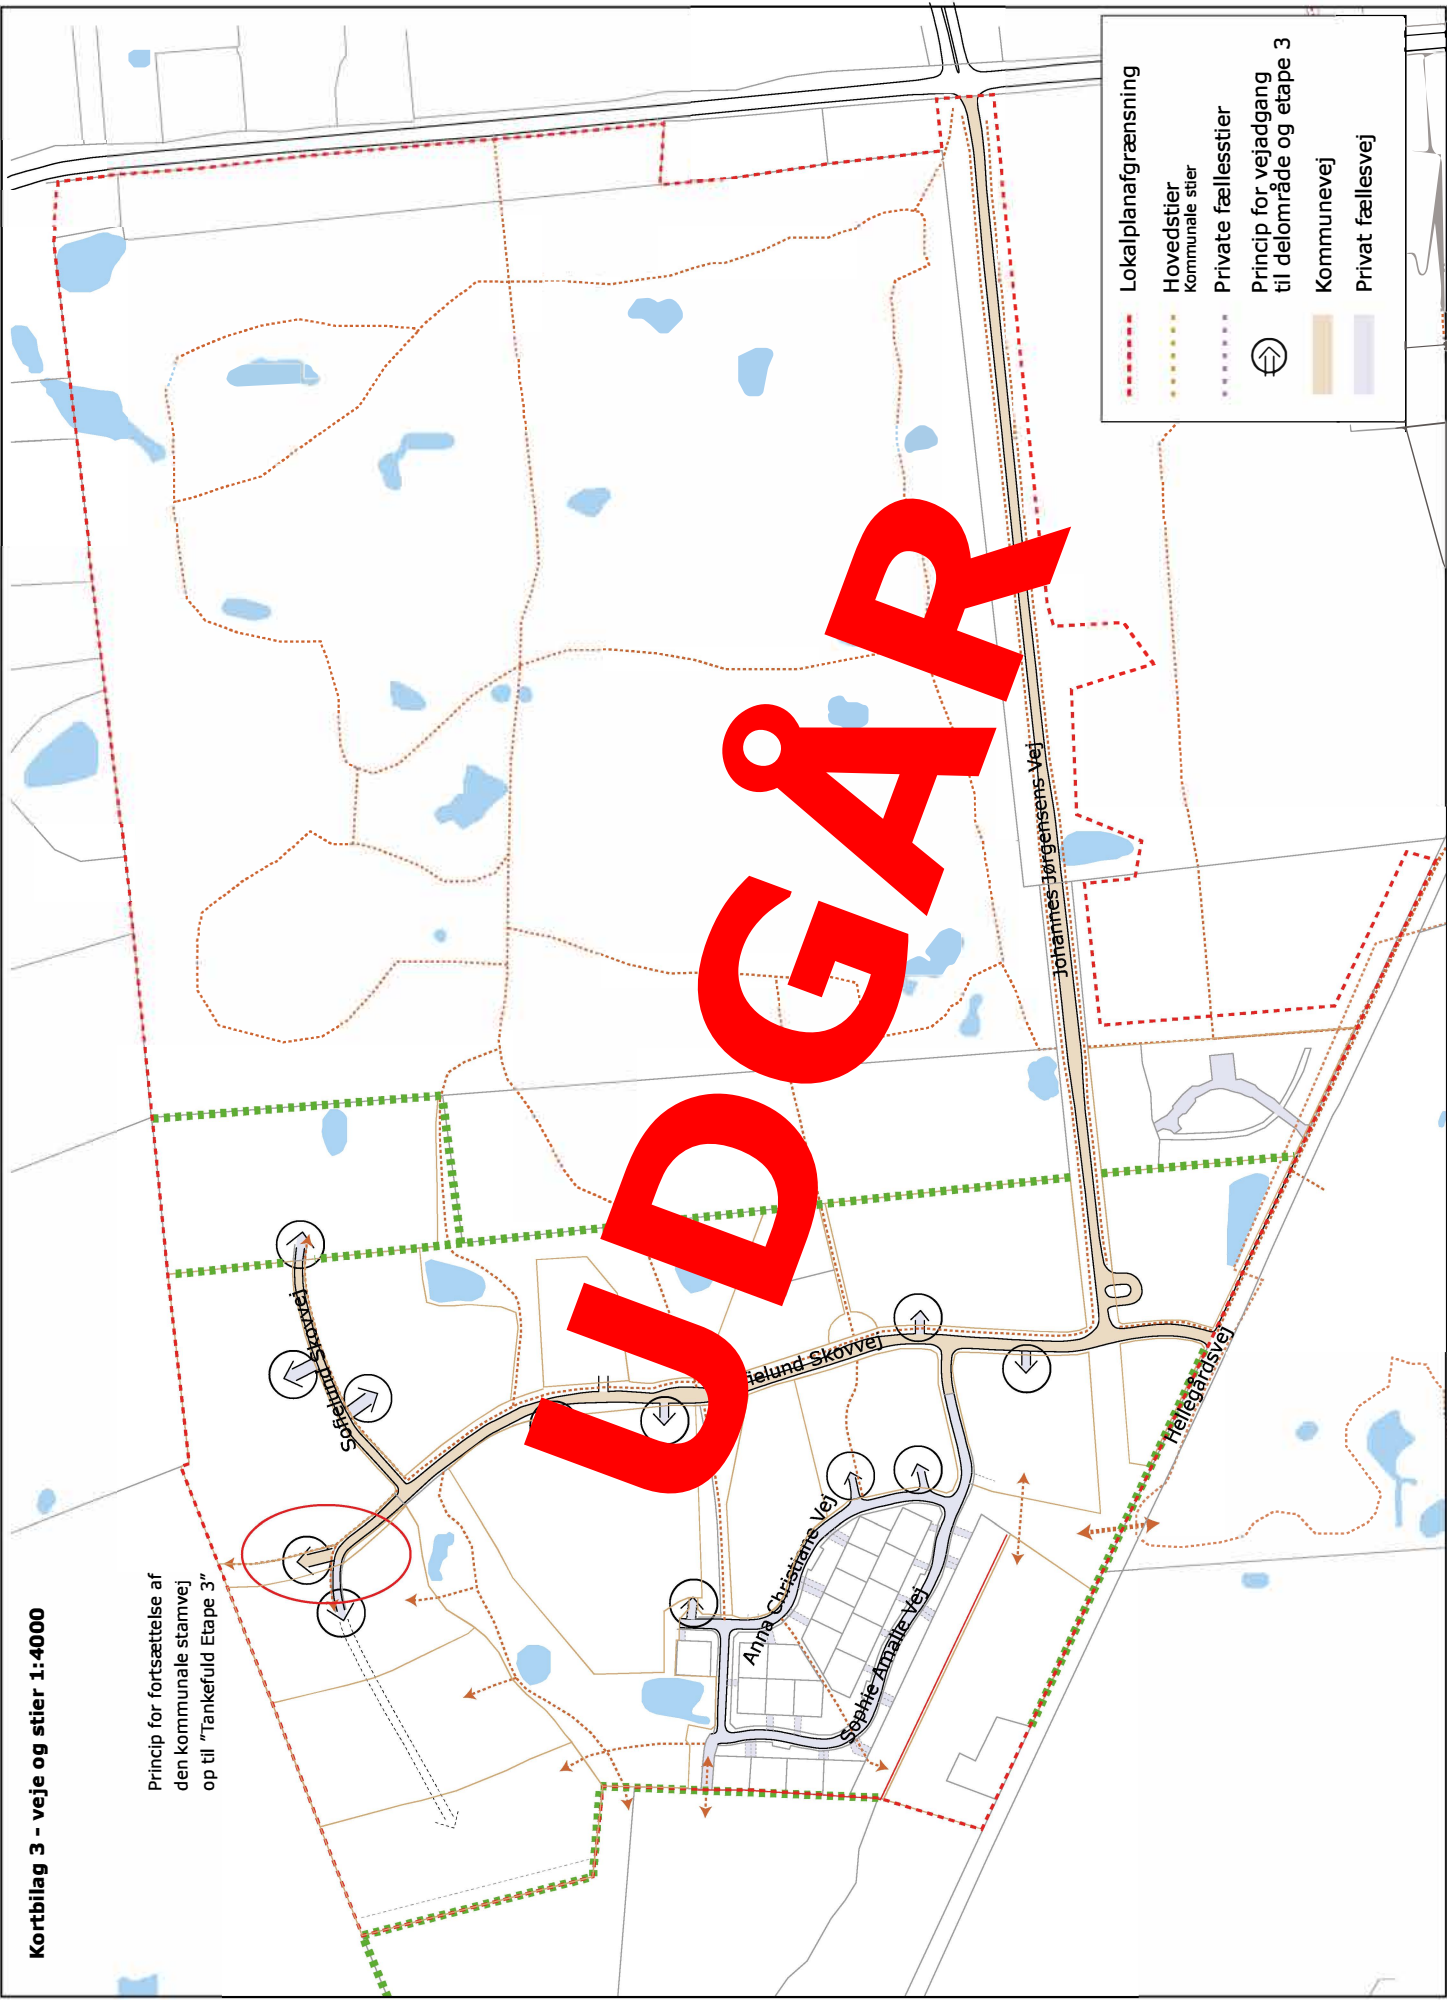 Kortbilag 3 - veje og stier 1:4000
Princip for fortsættelse af
den kommunale stamvej
op til "Tankefuld Etape 3"
Sofielund Skovvej
ielund Skovvej
Anna Christiane Vej
Sophie Amalie Vej
Hellegårdsvej
Johannes Jørgensens Vej
UDGÅR
Lokalplanafgrænsning
Hovedstier
Kommunale stier
Private fællesstier
Princip for vejadgang
til delområde og etape 3
Kommunevej
Privat fællesvej